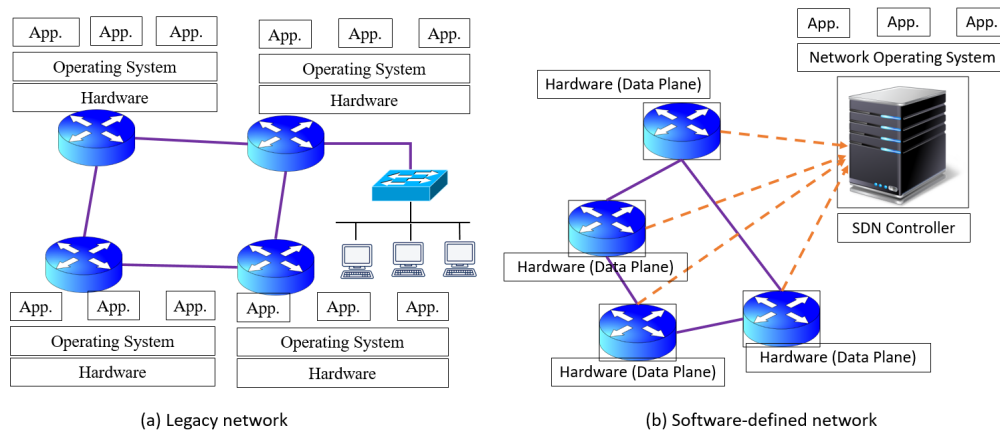 App. App. App.
Operating System
Hardware
App. App. App.
Operating System
Hardware
App. App. App.
Operating System
Hardware
App. App. App.
Operating System
Hardware
(a) Legacy network
App. App. App.
Network Operating System
SDN Controller
Hardware (Data Plane)
Hardware (Data Plane)
Hardware (Data Plane)
Hardware (Data Plane)
(b) Software-defined network